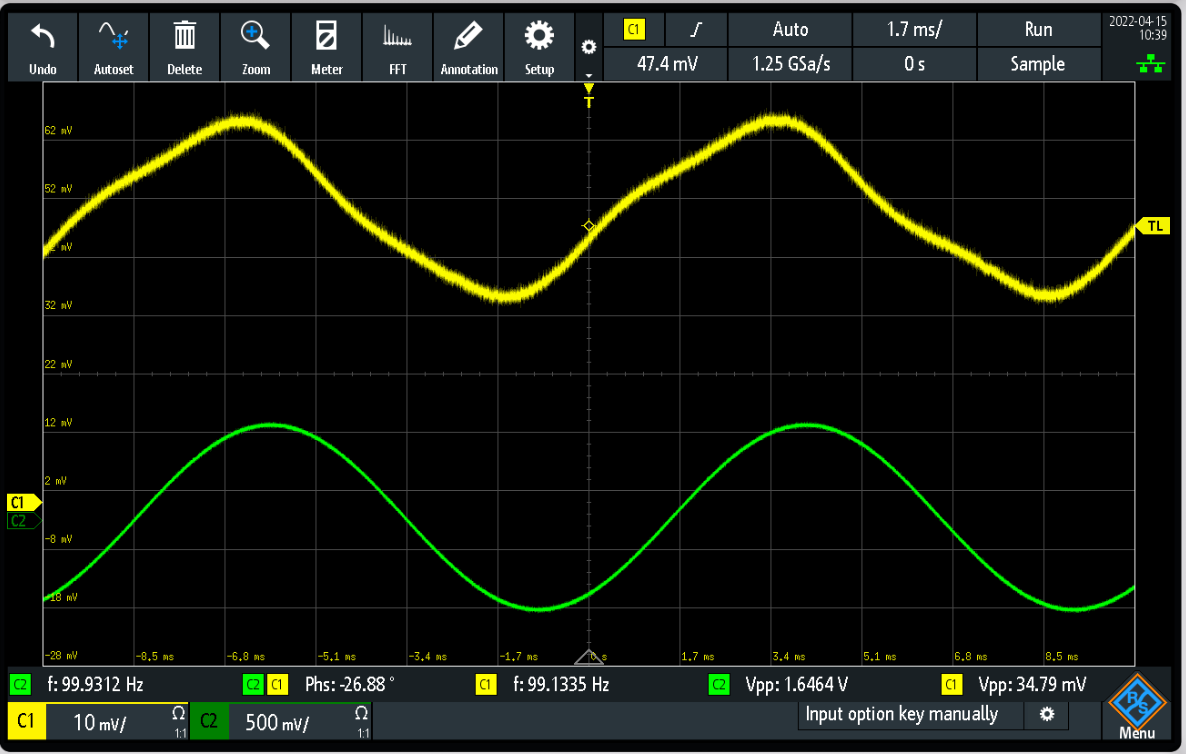 C1 Auto 1.7 ms/ Run 2022-04-15
10:39
Undo Autoset Delete Zoom Meter FFT Annotation Setup 47.4 mV 1.25 GSa/s 0 s Sample
T
62 mV
52 mV
TL
2 mV
32 mV
22 mV
12 mV
2 mV
C1
C2
-8 mV
-18 mV
-28 mV -8.5 ms -6.8 ms -5.1 ms -3.4 ms -1.7 ms 0 s 1.7 ms 3.4 ms 5.1 ms 6.8 ms 8.5 ms
C2 f: 99.9312 Hz C2 C1 Phs: -26.88 ° C1 f: 99.1335 Hz C2 Vpp: 1.6464 V C1 Vpp: 34.79 mV
C1 10 mV/ Ω 1:1 C2 500 mV/ Ω 1:1 Input option key manually R S
Menu